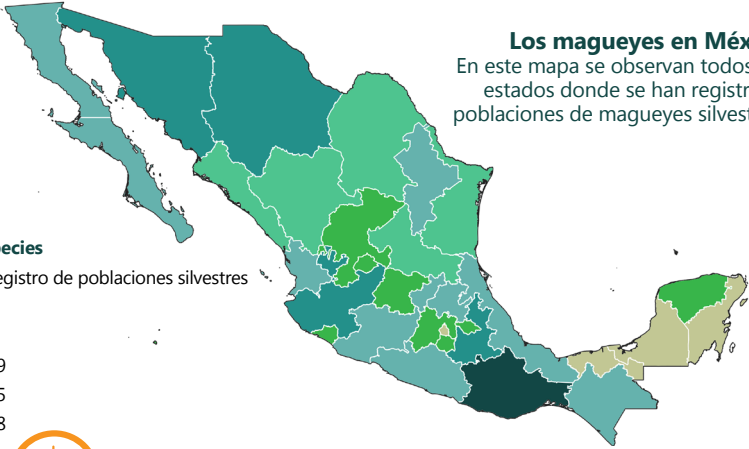 Los magueyes en Méx
En este mapa se observan todos
estados donde se han registr
poblaciones de magueyes silvest
pecies
egistro de poblaciones silvestres
9
5
8